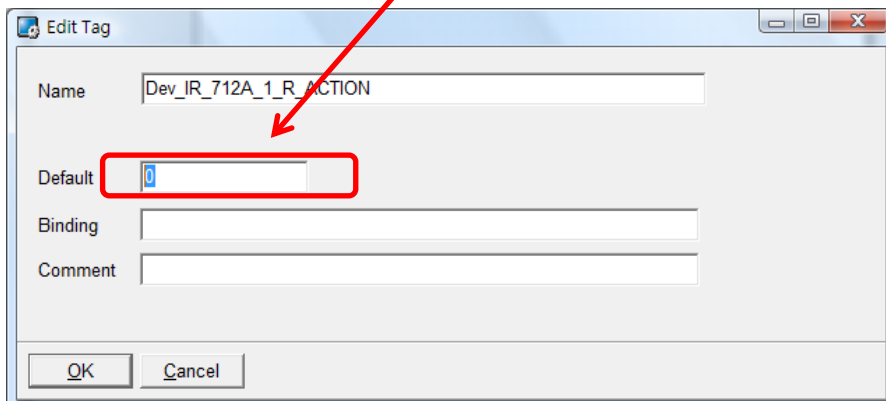 Edit Tag
Name Dev_IR_712A_1_R_ACTION
Default 0
Binding
Comment
OK Cancel